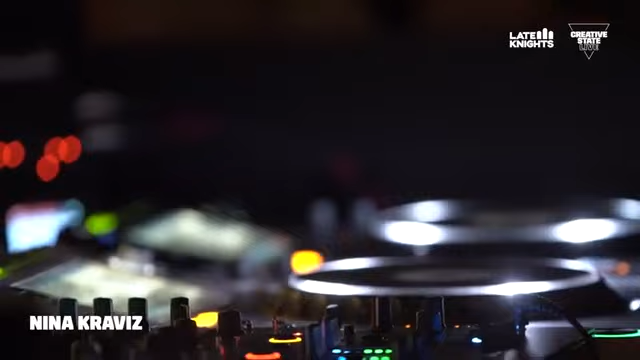 LATE
KNIGHTS
CREATIVE
STATE
LIVE
NINA KRAVIZ